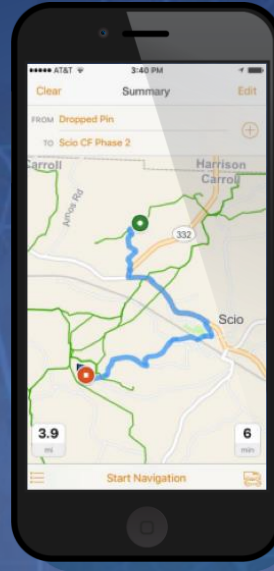 AT&T 3:40 PM
Clear Summary Edit
FROM Dropped Pin
TO Scio CF Phase 2
Carroll
Harrison
Carroll
Amos Rd
332
Scio
3.9
mi
6
min
Start Navigation